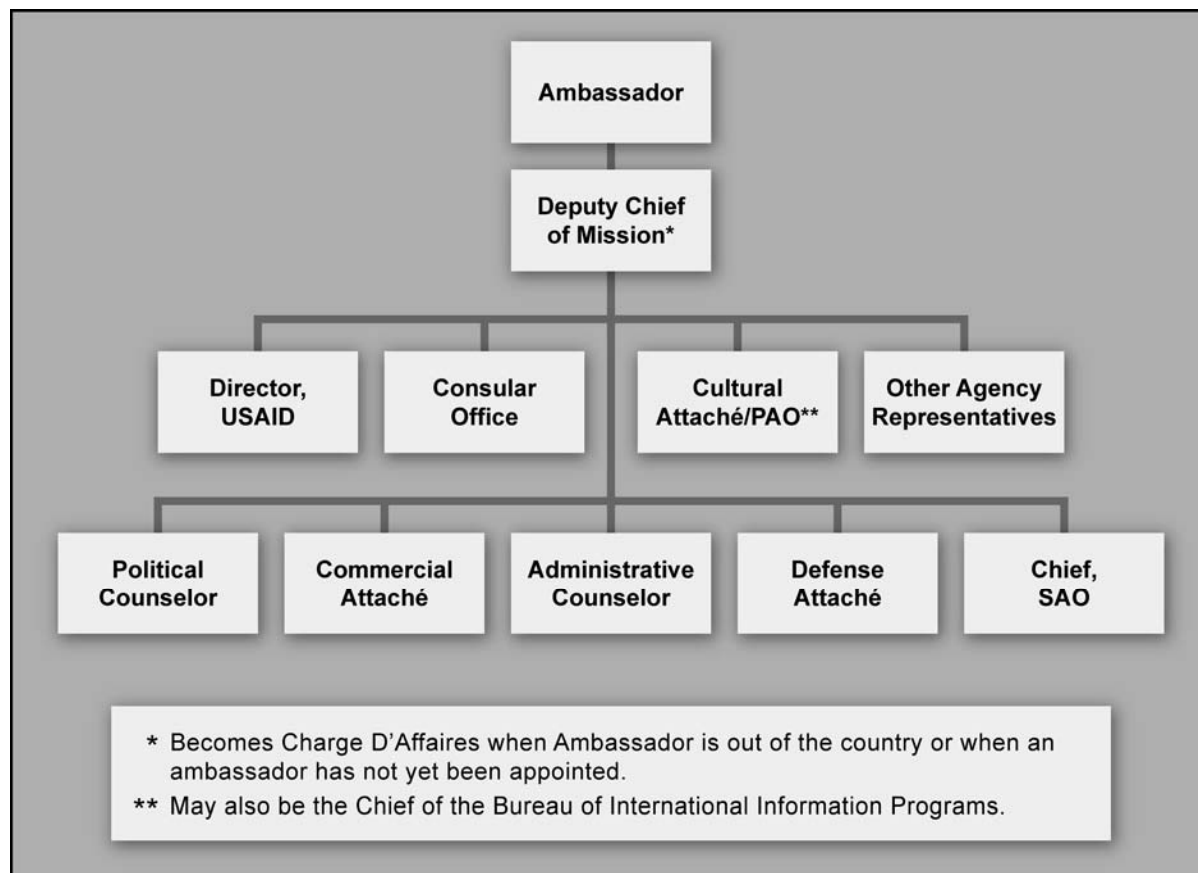 Ambassador
Deputy Chief
of Mission*
Director,
USAID
Consular
Office
Cultural
Attaché/PAO**
Other Agency
Representatives
Political
Counselor
Commercial
Attaché
Administrative
Counselor
Defense
Attaché
Chief,
SAO
* Becomes Charge D’Affaires when Ambassador is out of the country or when an
ambassador has not yet been appointed.
** May also be the Chief of the Bureau of International Information Programs.